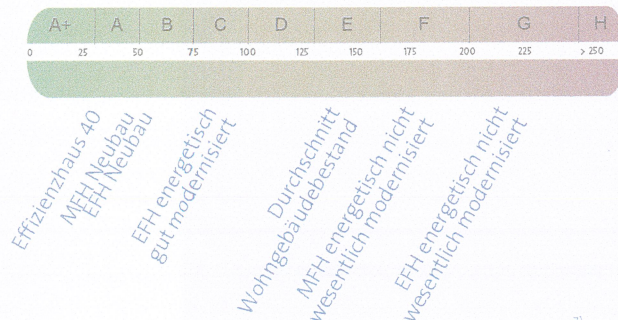 A+ A B C D E F G H
0 25 50 75 100 125 150 175 200 225 > 250
Effizienzhaus 40
MFH Neubau
EFH Neubau
EFH energetisch
gut modernisiert
Durchschnitt
Wohngebäudebestand
MFH energetisch nicht
wesentlich modernisiert
EFH energetisch nicht
wesentlich modernisiert